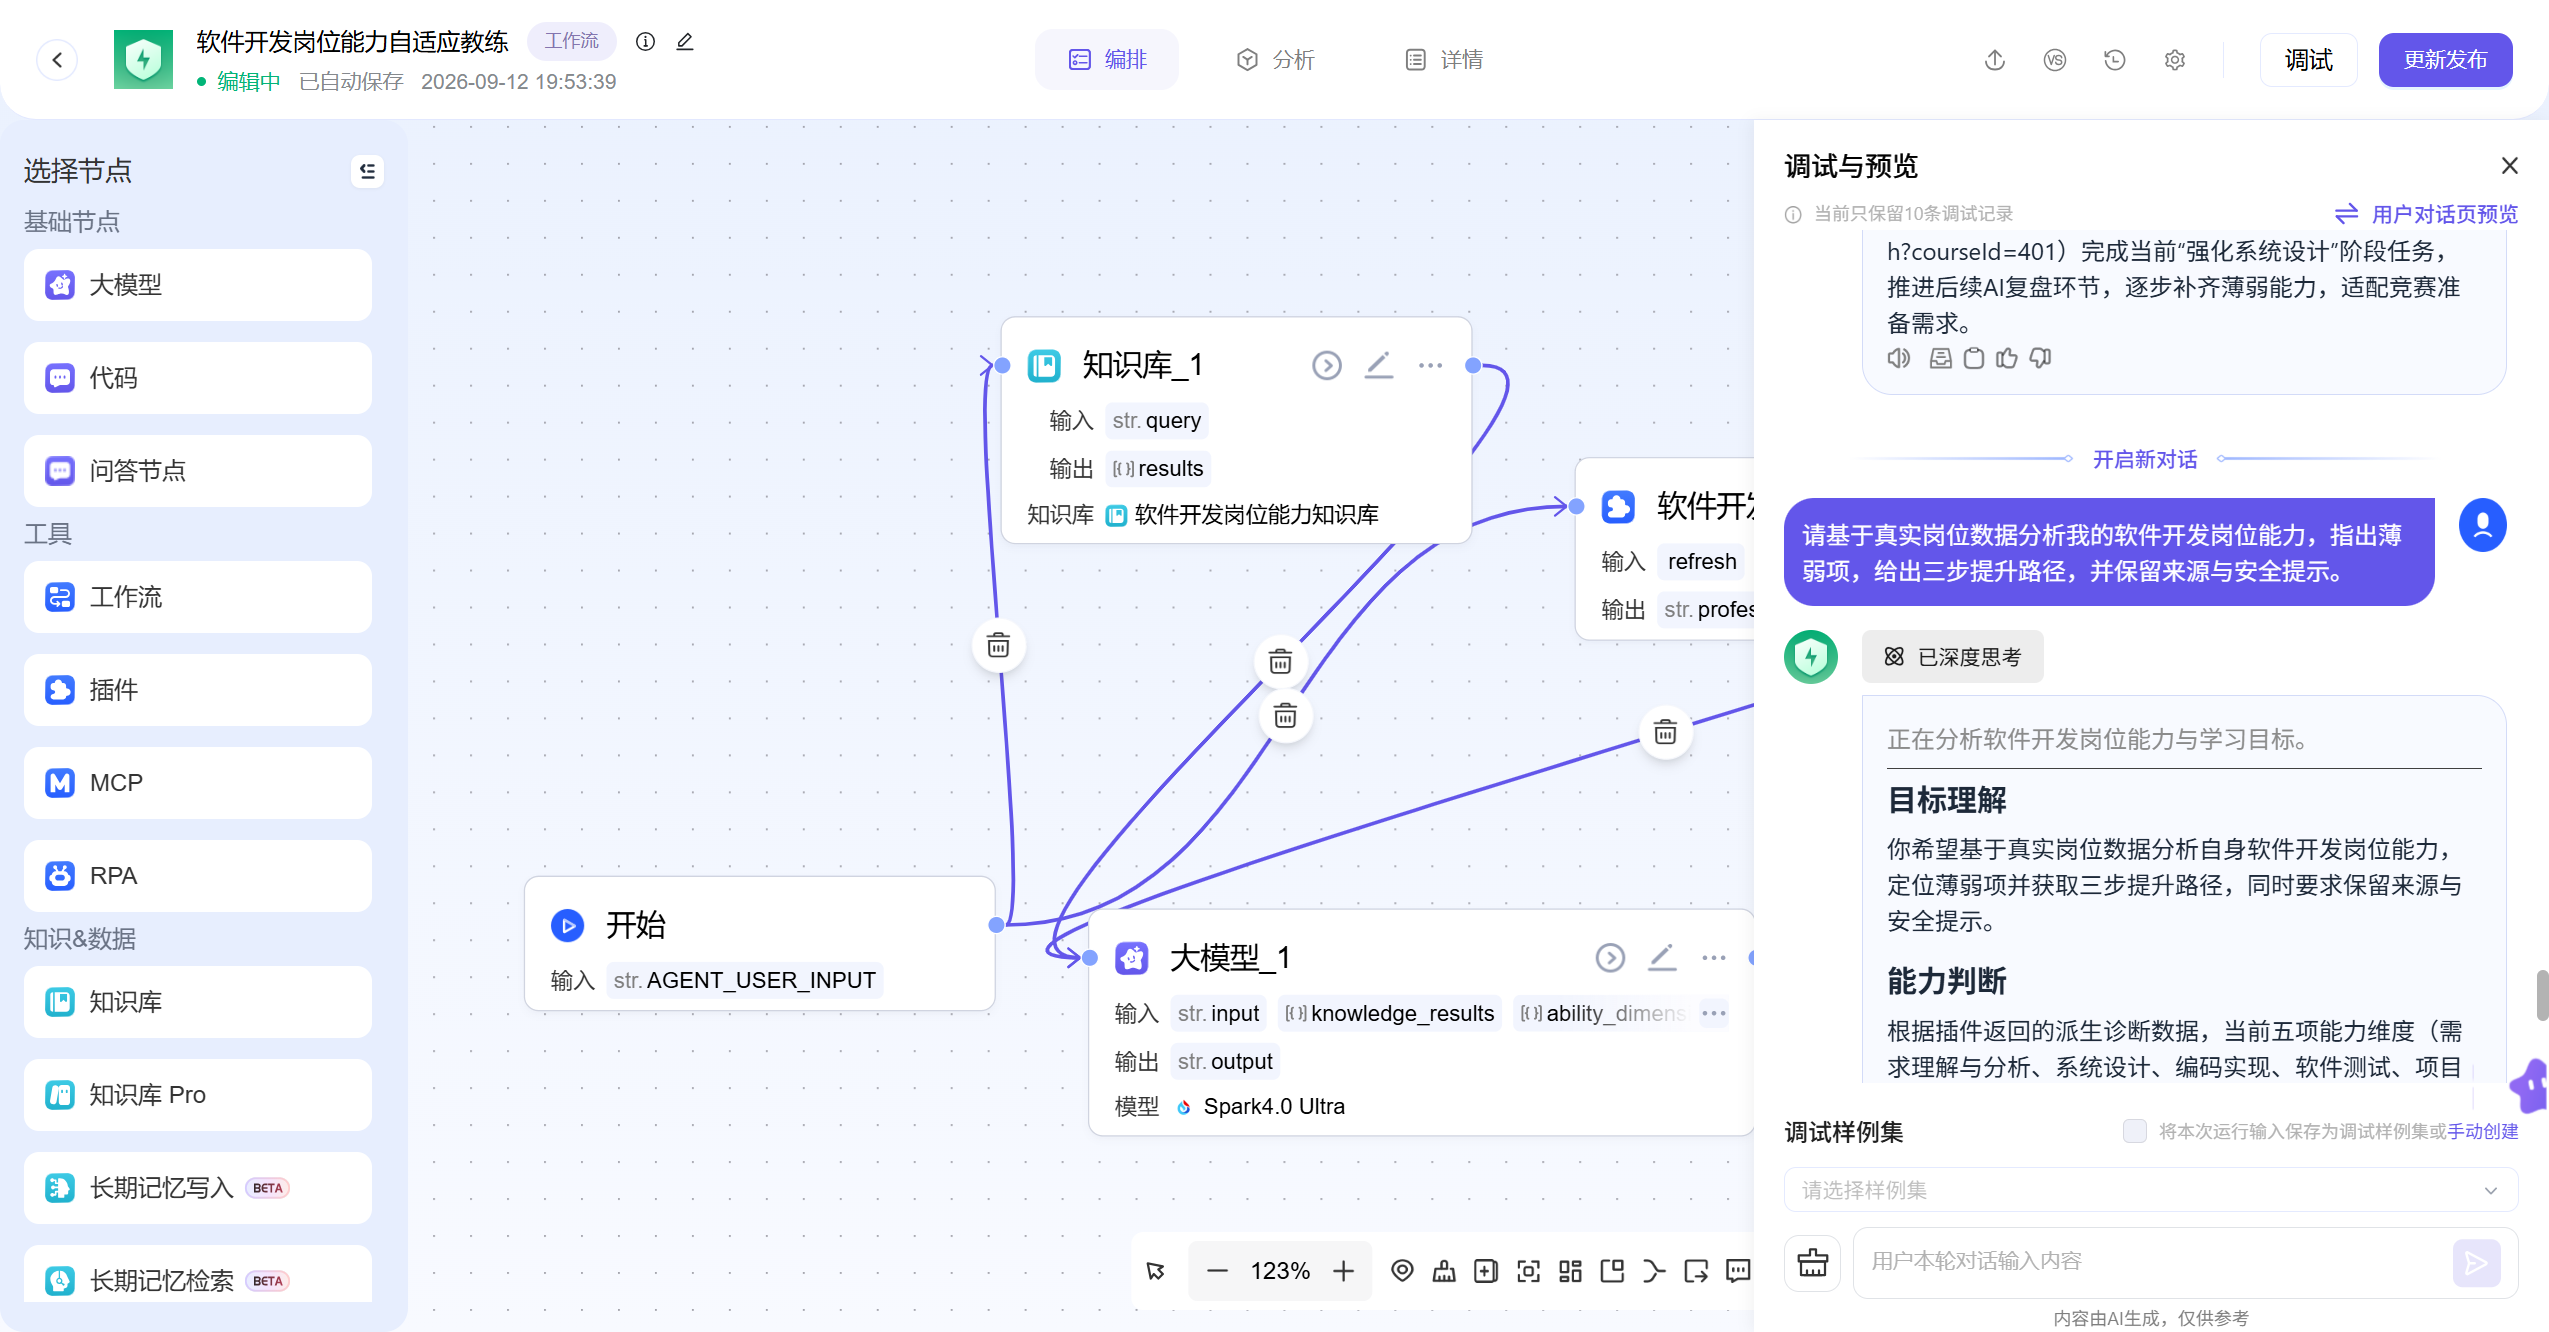 软件开发岗位能力自适应教练 工作流
编辑中 已自动保存 2026-09-12 19:53:39
编排 分析 详情
调试 更新发布
选择节点
基础节点
大模型
代码
问答节点
工具
工作流
插件
MCP
RPA
知识&数据
知识库
知识库 Pro
长期记忆写入 BETA
长期记忆检索 BETA
知识库_1
输入 str. query
输出 results
知识库 软件开发岗位能力知识库
软件开发
输入 refresh
输出 str. profes
开始
输入 str. AGENT_USER_INPUT
大模型_1
输入 str. input knowledge_results ability_dimens
输出 str. output
模型 Spark4.0 Ultra
123%
调试与预览
当前只保留10条调试记录 用户对话页预览
h?courseId=401）完成当前“强化系统设计”阶段任务，
推进后续AI复盘环节，逐步补齐薄弱能力，适配竞赛准
备需求。
开启新对话
请基于真实岗位数据分析我的软件开发岗位能力，指出薄
弱项，给出三步提升路径，并保留来源与安全提示。
已深度思考
正在分析软件开发岗位能力与学习目标。
目标理解
你希望基于真实岗位数据分析自身软件开发岗位能力，
定位薄弱项并获取三步提升路径，同时要求保留来源与
安全提示。
能力判断
根据插件返回的派生诊断数据，当前五项能力维度（需
求理解与分析、系统设计、编码实现、软件测试、项目
调试样例集 将本次运行输入保存为调试样例集或手动创建
请选择样例集
用户本轮对话输入内容
内容由AI生成，仅供参考